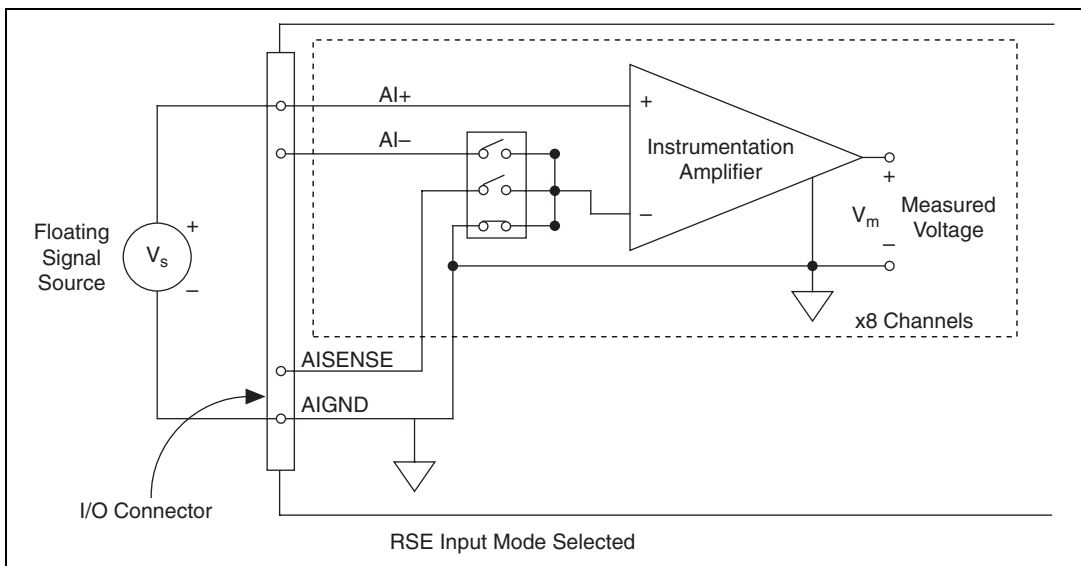 AI+
AI–
+
Instrumentation
Amplifier
–
+
V
m
–
Measured
Voltage
Floating
Signal
Source
+
V
s
–
x8 Channels
AISENSE
AIGND
I/O Connector
RSE Input Mode Selected